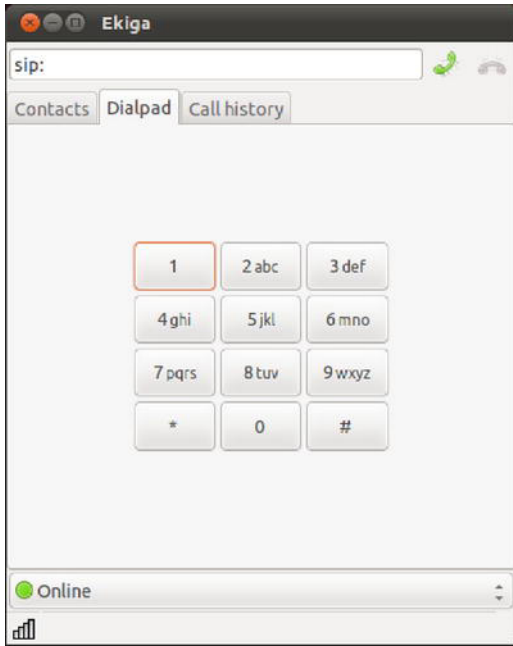 Ekiga
sip:
Contacts Dialpad Call history
1 2 abc 3 def
4 ghi 5 jkl 6 mno
7 pqrs 8 tuv 9 wxyz
* 0 #
Online